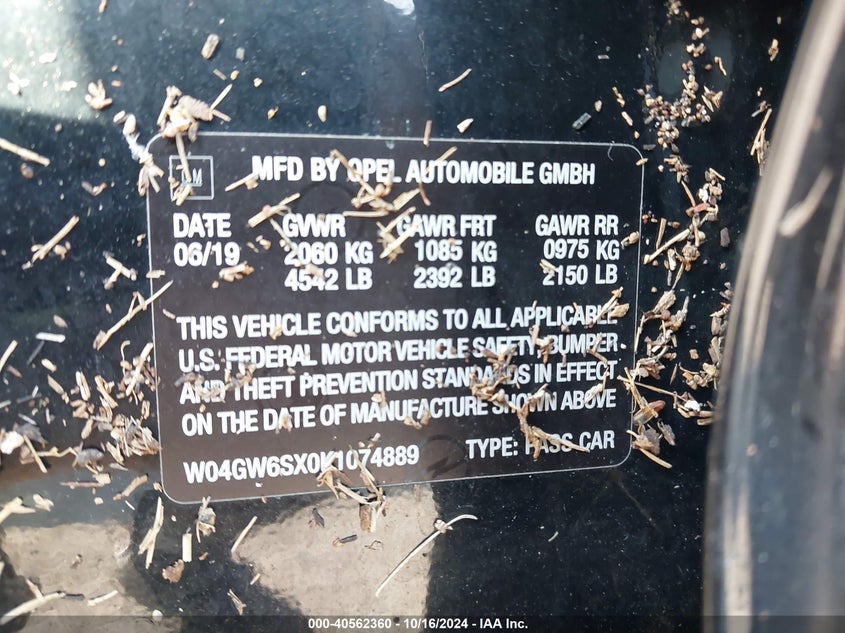 GM
MFD BY OPEL AUTOMOBILE GMBH
DATE GVWR GAWR FRT GAWR RR
06/19 2060 KG 1085 KG 0975 KG
4542 LB 2392 LB 2150 LB
THIS VEHICLE CONFORMS TO ALL APPLICABLE
U.S. FEDERAL MOTOR VEHICLE SAFETY, BUMPER
AND THEFT PREVENTION STANDARDS IN EFFECT
ON THE DATE OF MANUFACTURE SHOWN ABOVE
W04GW6SX0K1074889 TYPE: PASS CAR
000-40562360 - 10/16/2024 - IAA Inc.